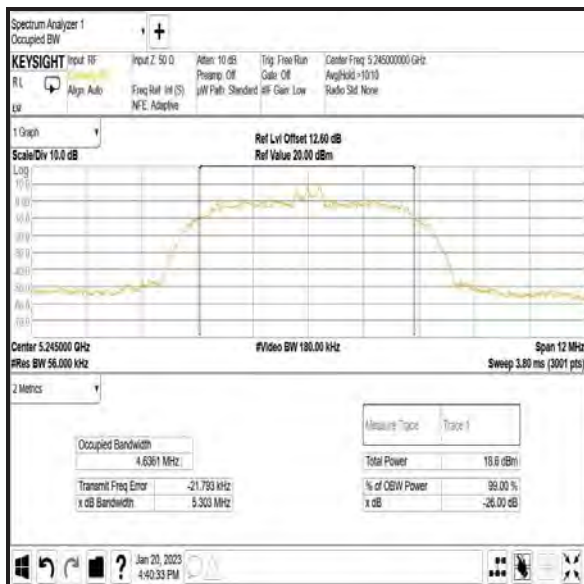 Spectrum Analyzer 1
Occupied BW
KEYSIGHT Input: RF Input Z: 50 Ω Atten: 10 dB Trig: Free Run Center Freq: 5.245000000 GHz
Preamp: Off Gate: Off Avg|Hold:>10/10
RL Align: Auto Freq Ref: Int (S) µW Path: Standard #IF Gain: Low Radio Std: None
NFE: Adaptive
1 Graph
Ref Lvl Offset 12.60 dB
Scale/Div 10.0 dB Ref Value 20.00 dBm
Log
10.0
0.00
Center 5.245000 GHz #Video BW 180.00 kHz Span 12 MHz
#Res BW 56.000 kHz Sweep 3.80 ms (3001 pts)
2 Metrics
Measure Trace Trace 1
Occupied Bandwidth
4.6361 MHz Total Power 18.6 dBm
Transmit Freq Error -21.793 kHz % of OBW Power 99.00 %
x dB Bandwidth 5.303 MHz x dB -26.00 dB
? Jan 20, 2023
4:40:33 PM